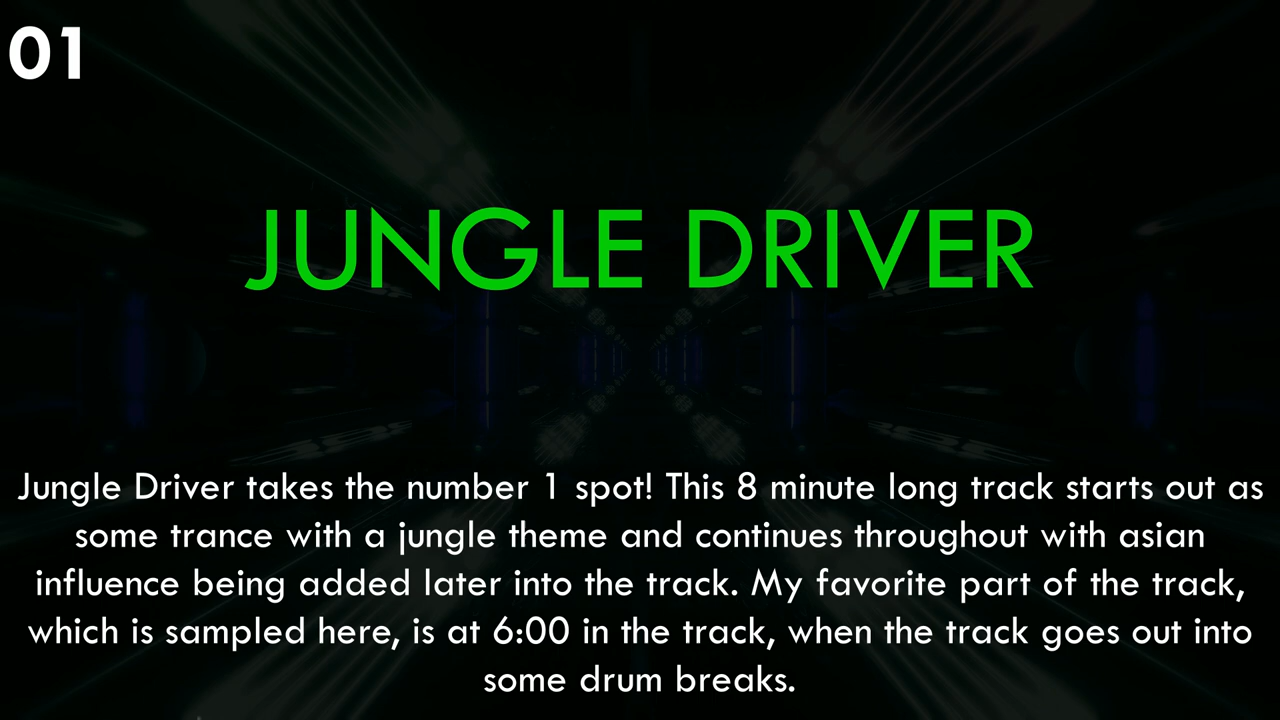 01
JUNGLE DRIVER
Jungle Driver takes the number 1 spot! This 8 minute long track starts out as
some trance with a jungle theme and continues throughout with asian
influence being added later into the track. My favorite part of the track,
which is sampled here, is at 6:00 in the track, when the track goes out into
some drum breaks.